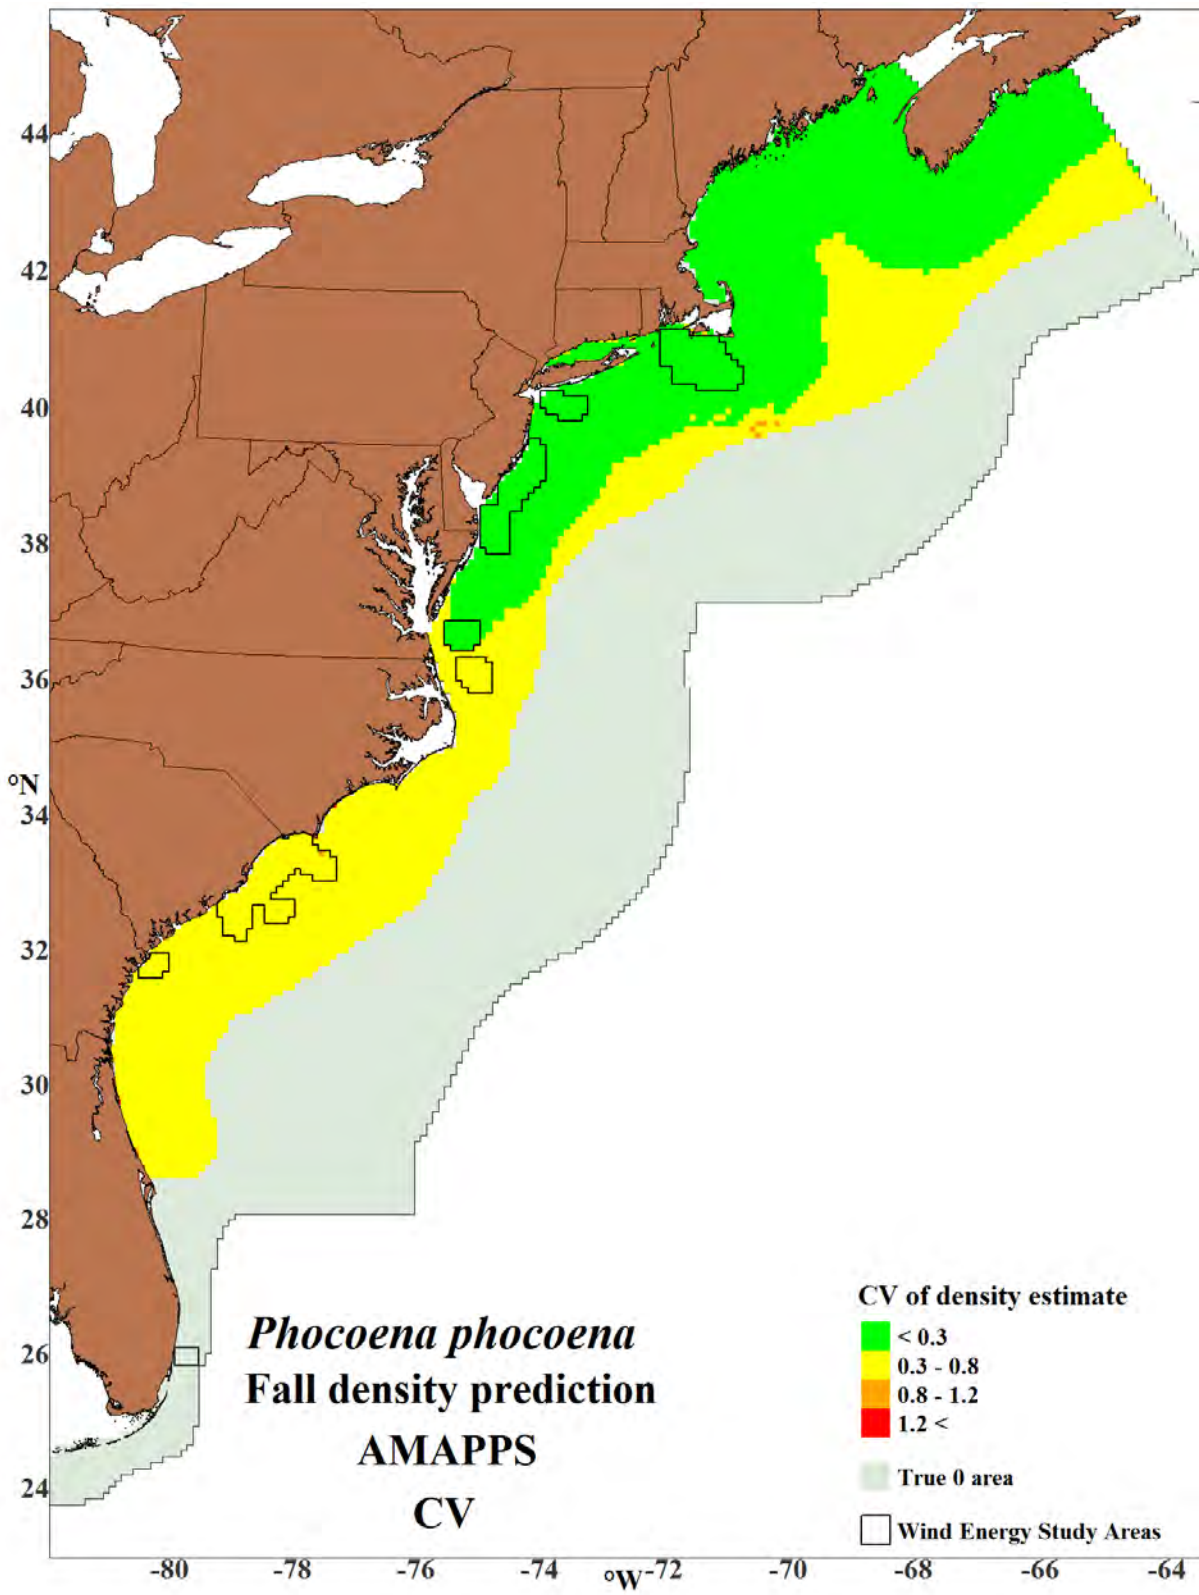 44
42
40
38
36
°N
34
32
30
28
26
24
Phocoena phocoena
Fall density prediction
AMAPPS
CV
CV of density estimate
< 0.3
0.3 - 0.8
0.8 - 1.2
1.2 <
True 0 area
Wind Energy Study Areas
-80 -78 -76 -74 °W -72 -70 -68 -66 -64